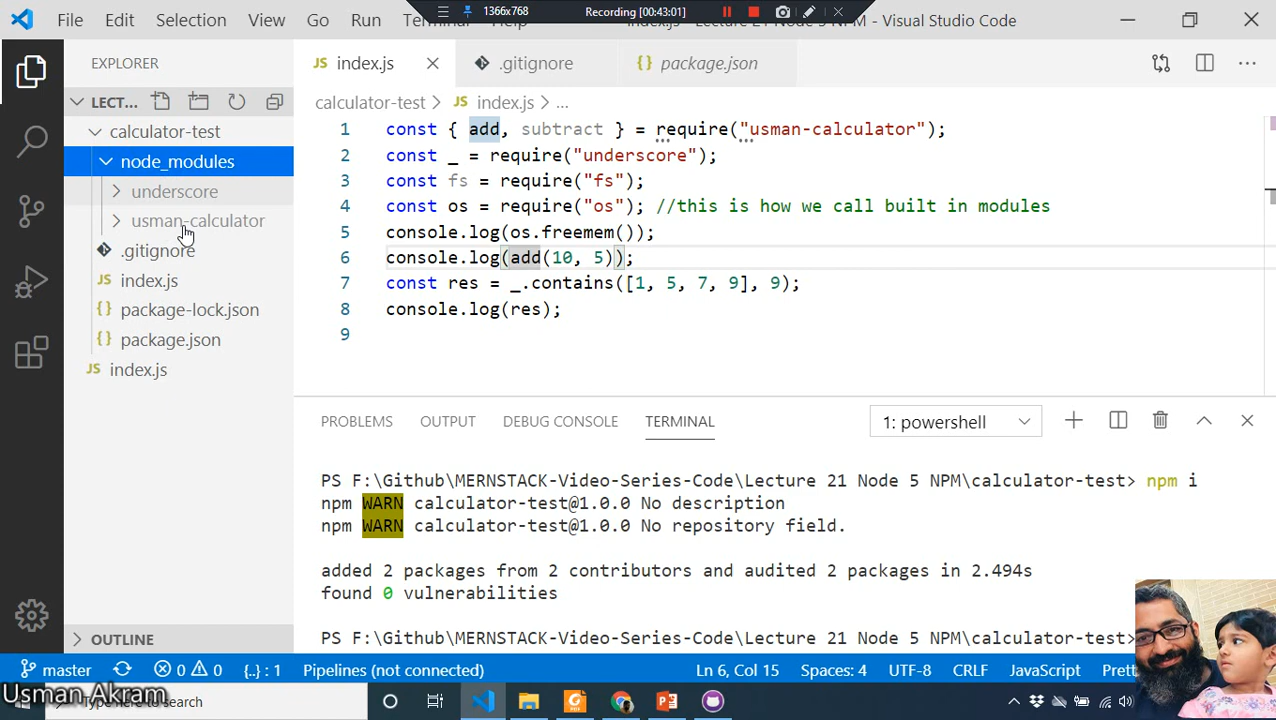 File Edit Selection View Go Run Terminal Help index.js - Lecture 21 Node 5 NPM - Visual Studio Code
1366x768 Recording [00:43:01]
EXPLORER
index.js .gitignore package.json
LECT...
calculator-test > index.js > ...
calculator-test
node_modules
underscore
usman-calculator
.gitignore
index.js
package-lock.json
package.json
index.js
1 const { add, subtract } = require("usman-calculator");
2 const _ = require("underscore");
3 const fs = require("fs");
4 const os = require("os"); //this is how we call built in modules
5 console.log(os.freemem());
6 console.log(add(10, 5));
7 const res = _.contains([1, 5, 7, 9], 9);
8 console.log(res);
9
PROBLEMS OUTPUT DEBUG CONSOLE TERMINAL 1: powershell
PS F:\Github\MERNSTACK-Video-Series-Code\Lecture 21 Node 5 NPM\calculator-test> npm i
npm WARN calculator-test@1.0.0 No description
npm WARN calculator-test@1.0.0 No repository field.
added 2 packages from 2 contributors and audited 2 packages in 2.494s
found 0 vulnerabilities
PS F:\Github\MERNSTACK-Video-Series-Code\Lecture 21 Node 5 NPM\calculator-test>
OUTLINE
master 0 0 {..} : 1 Pipelines (not connected) Ln 6, Col 15 Spaces: 4 UTF-8 CRLF JavaScript
Usman Akram
here to search